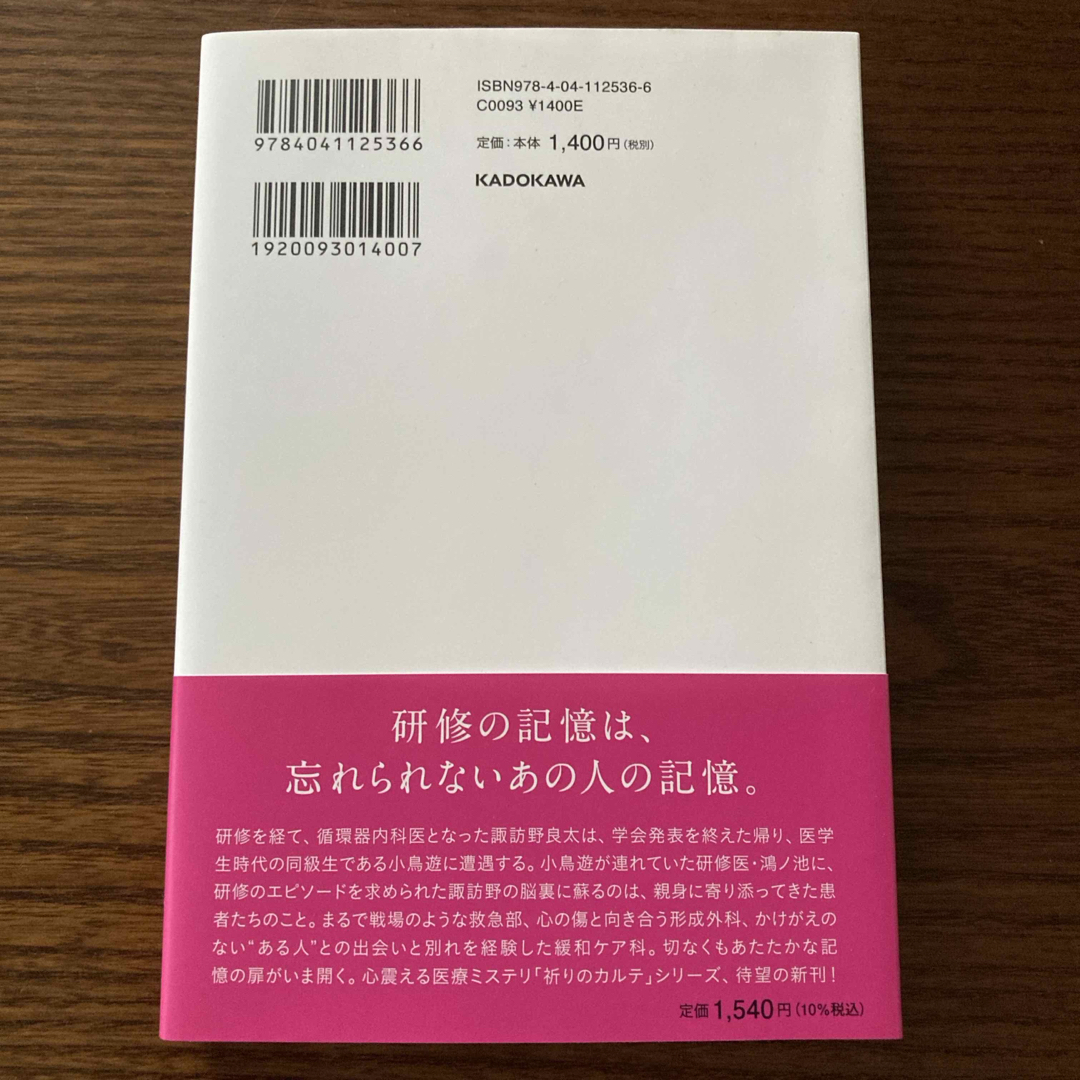 ISBN978-4-04-112536-6
C0093 ¥1400E
9784041125366
定価：本体 1,400円（税別）
KADOKAWA
1920093014007
研修の記憶は、
忘れられないあの人の記憶。
研修を経て、循環器内科医となった諏訪野良太は、学会発表を終えた帰り、医学
生時代の同級生である小鳥遊に遭遇する。小鳥遊が連れていた研修医・鴻ノ池に、
研修のエピソードを求められた諏訪野の脳裏に蘇るのは、親身に寄り添ってきた患
者たちのこと。まるで戦場のような救急部、心の傷と向き合う形成外科、かけがえの
ない“ある人”との出会いと別れを経験した緩和ケア科。切なくもあたたかな記
憶の扉がいま開く。心震える医療ミステリ「祈りのカルテ」シリーズ、待望の新刊！
定価 1,540円（10％税込）